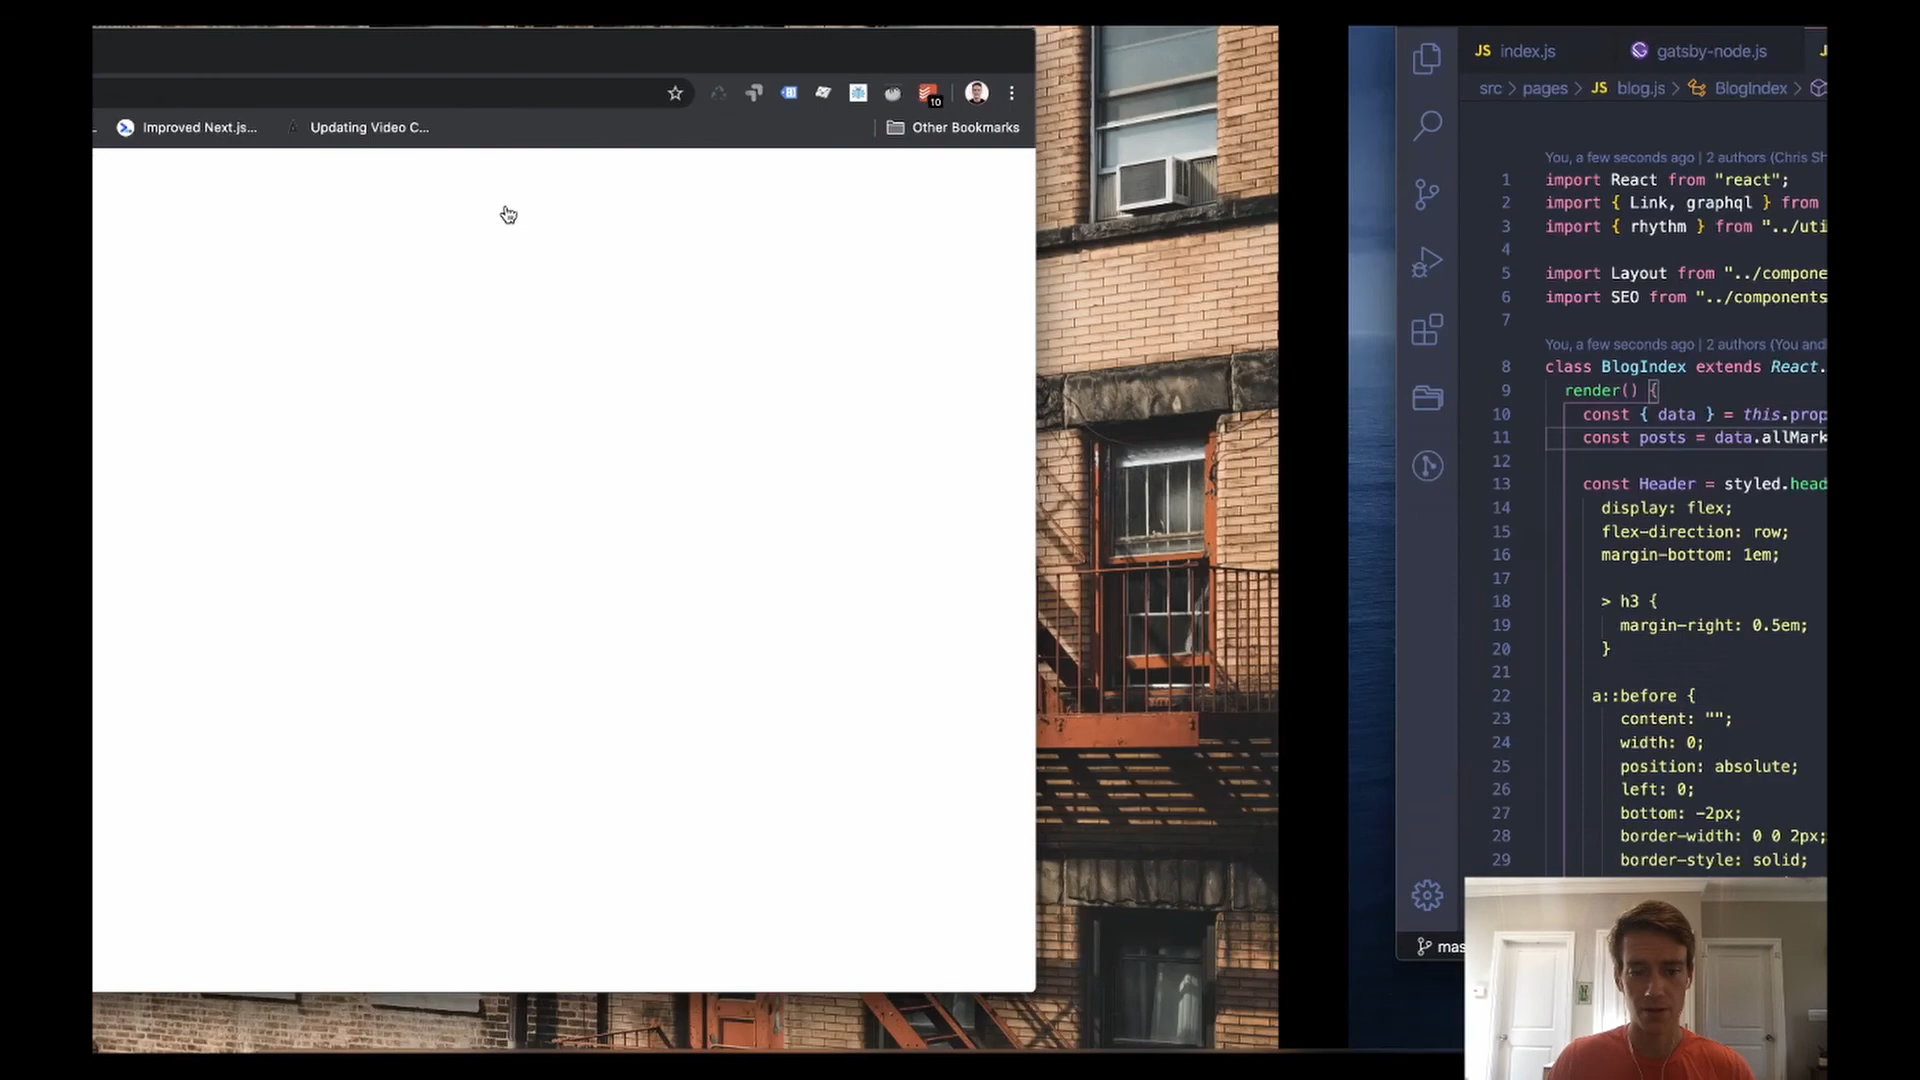 10
Improved Next.js...
Updating Video C...
Other Bookmarks
JS index.js
gatsby-node.js
src > pages > JS blog.js > BlogIndex >
You, a few seconds ago | 2 authors (Chris Sh
1 import React from "react";
2 import { Link, graphql } from
3 import { rhythm } from "../uti
4
5 import Layout from "../compone
6 import SEO from "../components
7
You, a few seconds ago | 2 authors (You and
8 class BlogIndex extends React.
9 render() {
10 const { data } = this.prop
11 const posts = data.allMark
12
13 const Header = styled.head
14 display: flex;
15 flex-direction: row;
16 margin-bottom: 1em;
17
18 > h3 {
19 margin-right: 0.5em;
20 }
21
22 a::before {
23 content: "";
24 width: 0;
25 position: absolute;
26 left: 0;
27 bottom: -2px;
28 border-width: 0 0 2px;
29 border-style: solid;
mas